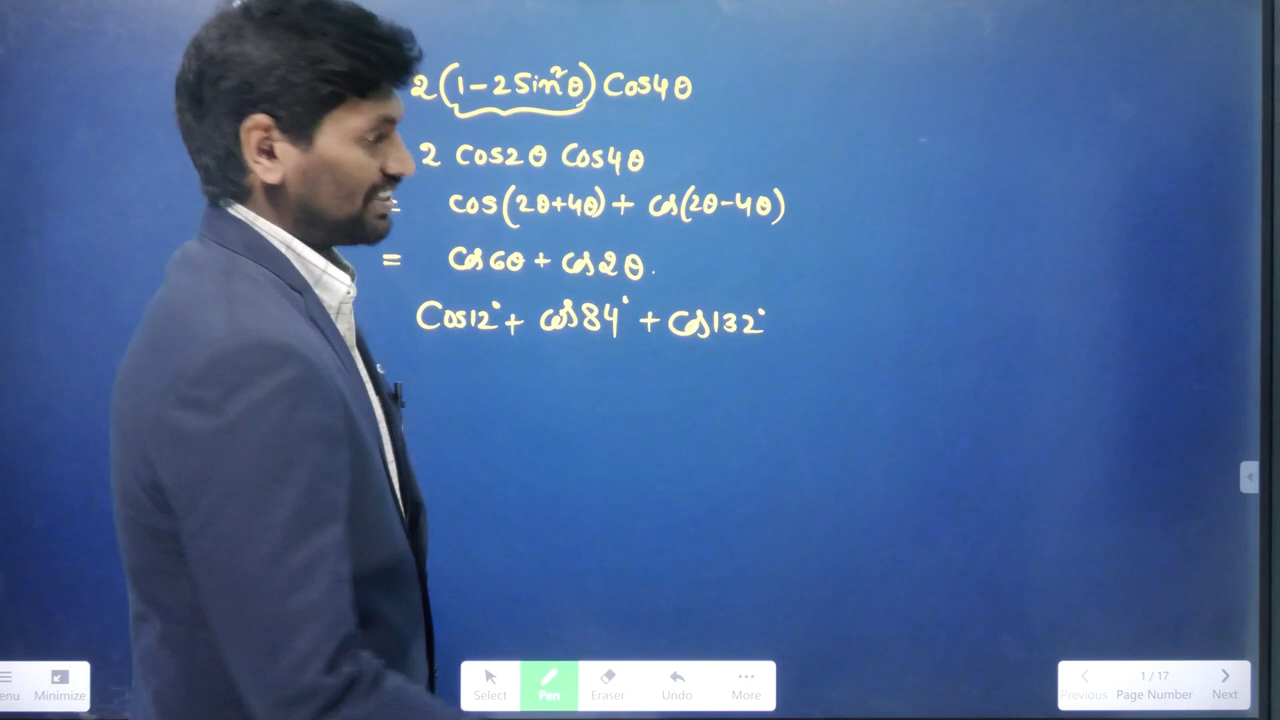 2(1-2Sin²θ) Cos4θ
2 Cos2θ Cos4θ
= cos(2θ+4θ) + cos(2θ-4θ)
= Cos6θ + Cos2θ.
Cos12° + cos84° + cos132°
enu Minimize Select Pen Eraser Undo More Previous 1/17 Page Number Next